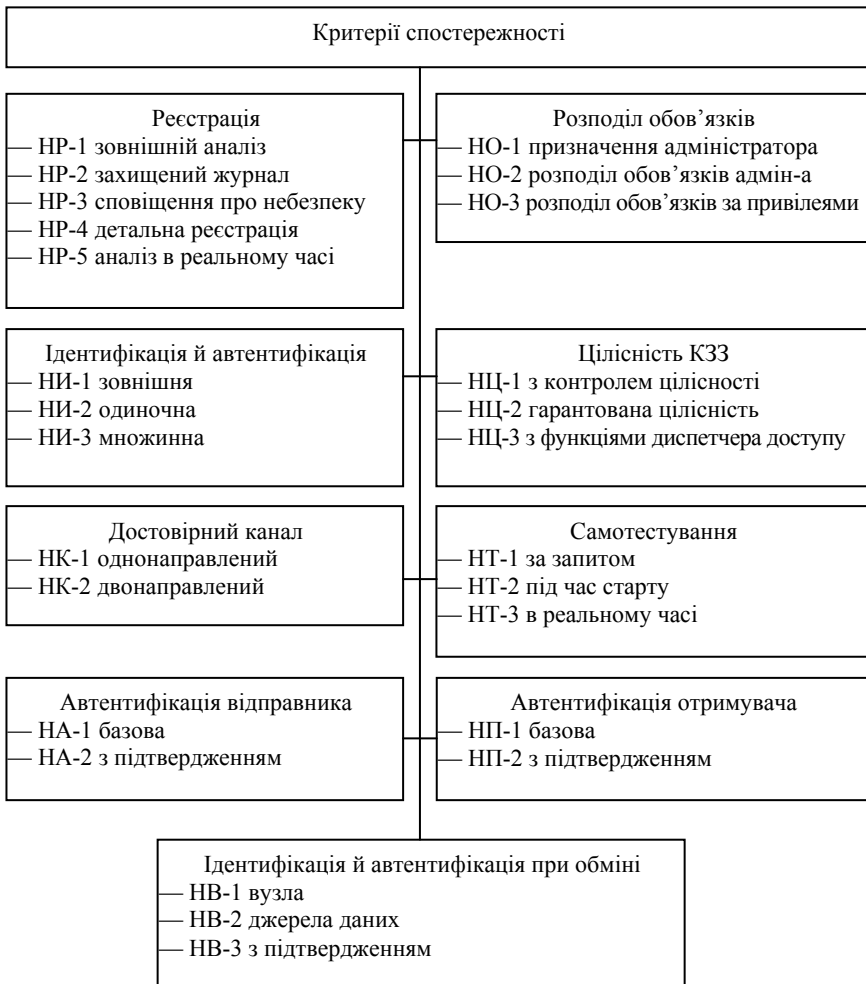 Критерії спостережності
Реєстрація
— НР-1 зовнішній аналіз
— НР-2 захищений журнал
— НР-3 сповіщення про небезпеку
— НР-4 детальна реєстрація
— НР-5 аналіз в реальному часі
Розподіл обов’язків
— НО-1 призначення адміністратора
— НО-2 розподіл обов’язків адмін-а
— НО-3 розподіл обов’язків за привілеями
Ідентифікація й автентифікація
— НИ-1 зовнішня
— НИ-2 одиночна
— НИ-3 множинна
Цілісність КЗЗ
— НЦ-1 з контролем цілісності
— НЦ-2 гарантована цілісність
— НЦ-3 з функціями диспетчера доступу
Достовірний канал
— НК-1 однонаправлений
— НК-2 двонаправлений
Самотестування
— НТ-1 за запитом
— НТ-2 під час старту
— НТ-3 в реальному часі
Автентифікація відправника
— НА-1 базова
— НА-2 з підтвердженням
Автентифікація отримувача
— НП-1 базова
— НП-2 з підтвердженням
Ідентифікація й автентифікація при обміні
— НВ-1 вузла
— НВ-2 джерела даних
— НВ-3 з підтвердженням